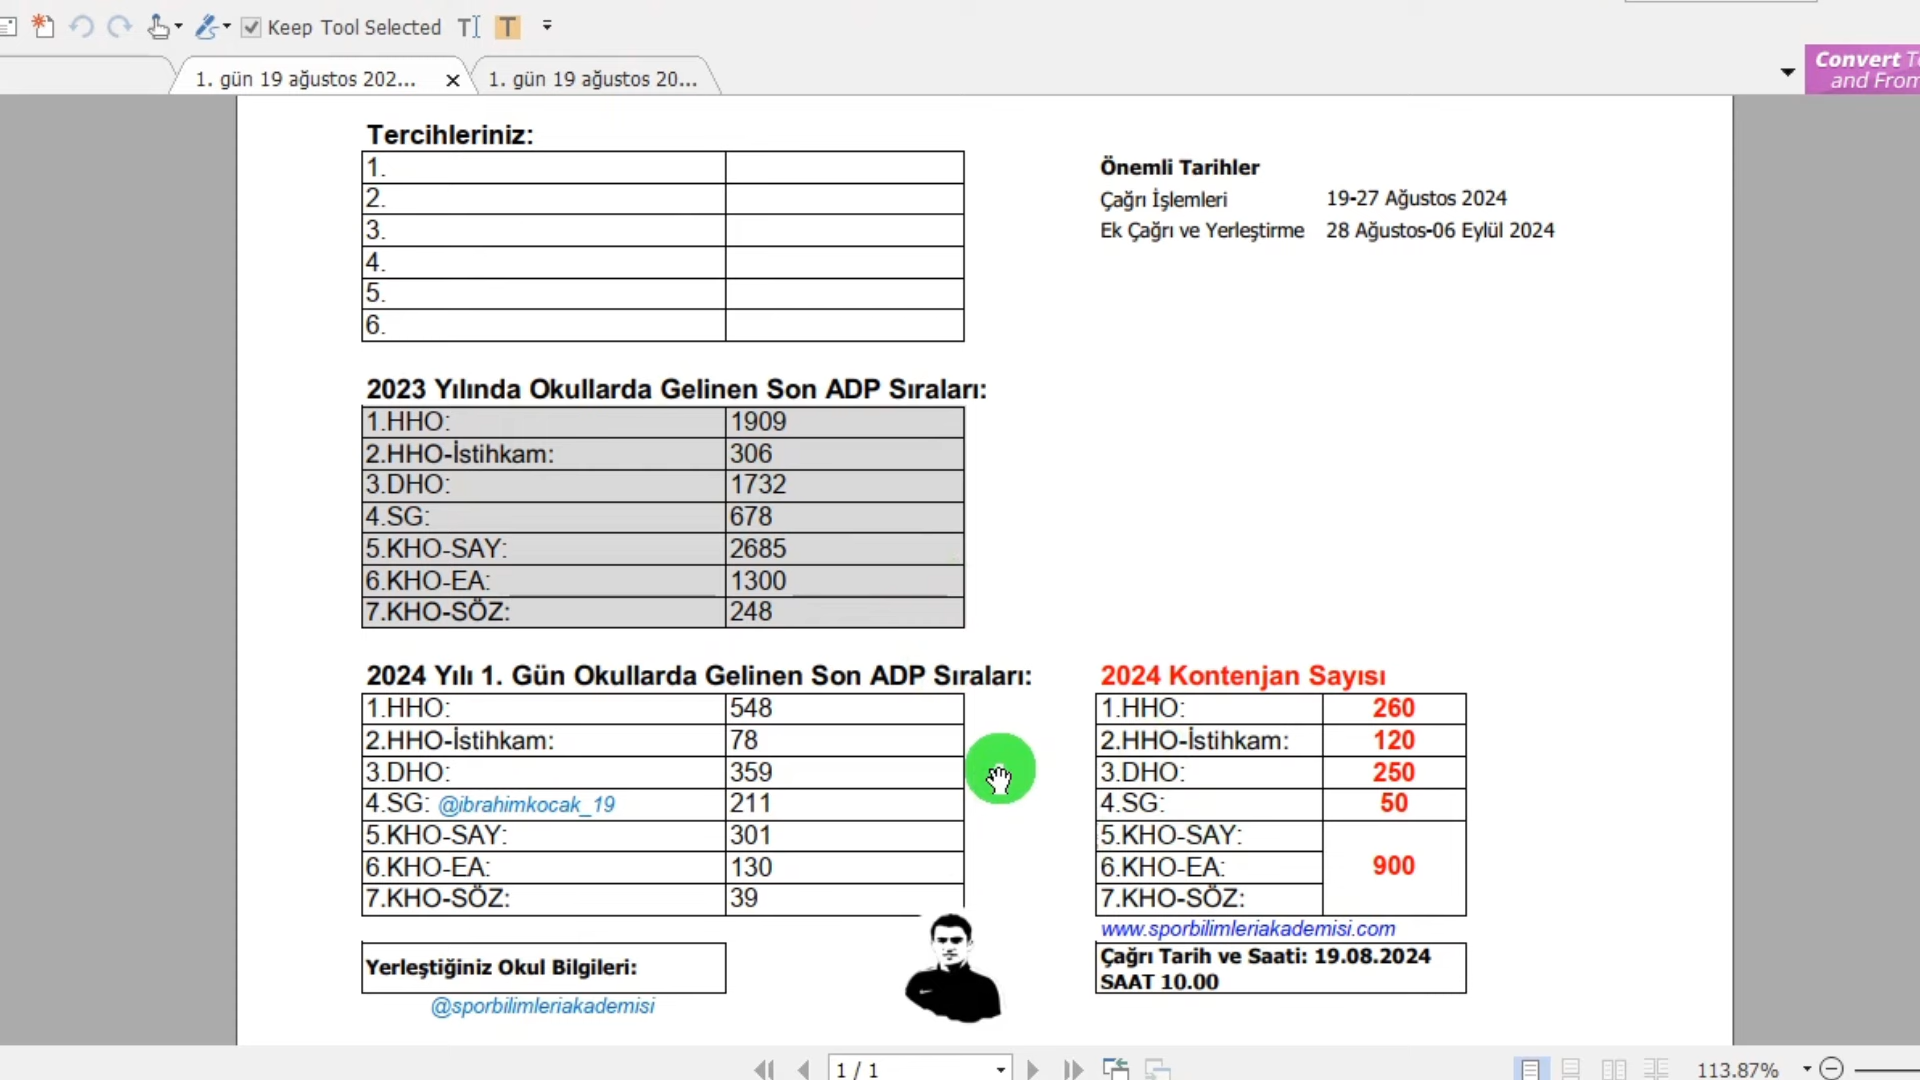 Keep Tool Selected
1. gün 19 ağustos 202... × 1. gün 19 ağustos 20...
Convert
and From
Tercihleriniz:
1.
2.
3.
4.
5.
6.
Önemli Tarihler
Çağrı İşlemleri 19-27 Ağustos 2024
Ek Çağrı ve Yerleştirme 28 Ağustos-06 Eylül 2024
2023 Yılında Okullarda Gelinen Son ADP Sıraları:
1.HHO: 1909
2.HHO-İstihkam: 306
3.DHO: 1732
4.SG: 678
5.KHO-SAY: 2685
6.KHO-EA: 1300
7.KHO-SÖZ: 248
2024 Yılı 1. Gün Okullarda Gelinen Son ADP Sıraları:
1.HHO: 548
2.HHO-İstihkam: 78
3.DHO: 359
4.SG: @ibrahimkocak_19 211
5.KHO-SAY: 301
6.KHO-EA: 130
7.KHO-SÖZ: 39
2024 Kontenjan Sayısı
1.HHO: 260
2.HHO-İstihkam: 120
3.DHO: 250
4.SG: 50
5.KHO-SAY:
6.KHO-EA: 900
7.KHO-SÖZ:
www.sporbilimleriakademisi.com
Yerleştiğiniz Okul Bilgileri:
@sporbilimleriakademisi
Çağrı Tarih ve Saati: 19.08.2024
SAAT 10.00
1 / 1
113.87%